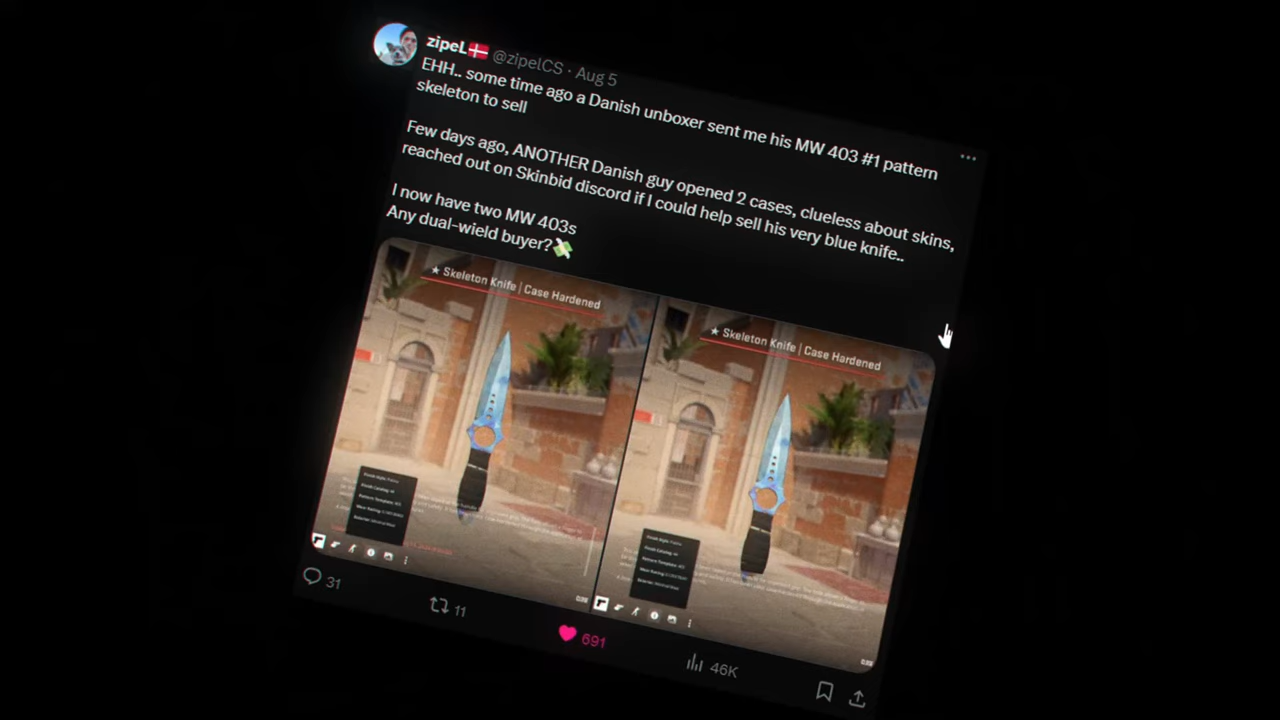 zipeL🇩🇰 @zipelCS · Aug 5
EHH.. some time ago a Danish unboxer sent me his MW 403 #1 pattern
skeleton to sell
Few days ago, ANOTHER Danish guy opened 2 cases, clueless about skins,
reached out on Skinbid discord if I could help sell his very blue knife..
I now have two MW 403s
Any dual-wield buyer?💸
★ Skeleton Knife | Case Hardened
★ Skeleton Knife | Case Hardened
31
11
691
46K